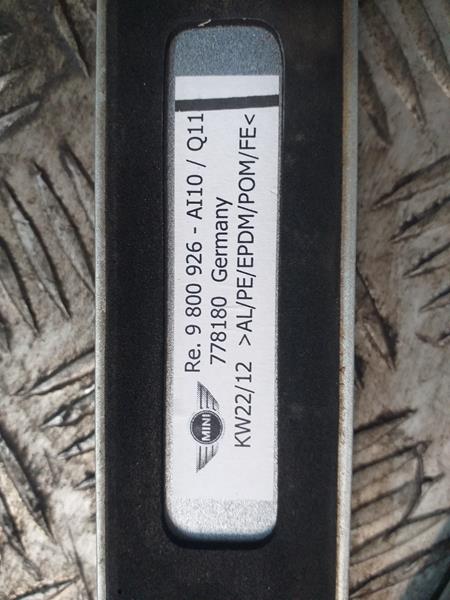 Re. 9 800 926 - AI10 / Q11
778180 Germany
MINI
KW22/12 >AL/PE/EPDM/POM/FE<